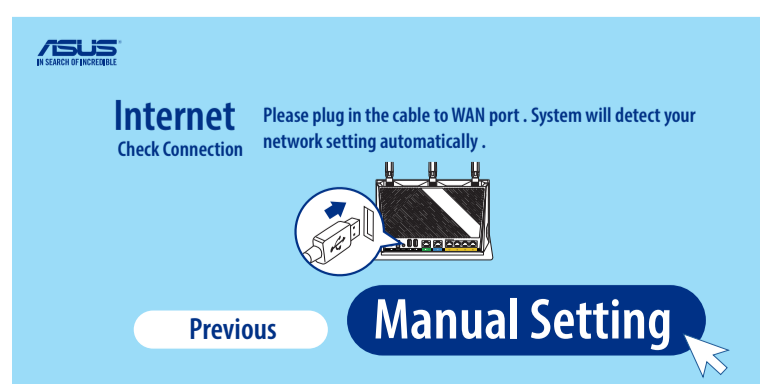 ASUS
IN SEARCH OF INCREDIBLE
Internet
Check Connection
Please plug in the cable to WAN port . System will detect your
network setting automatically .
Previous
Manual Setting